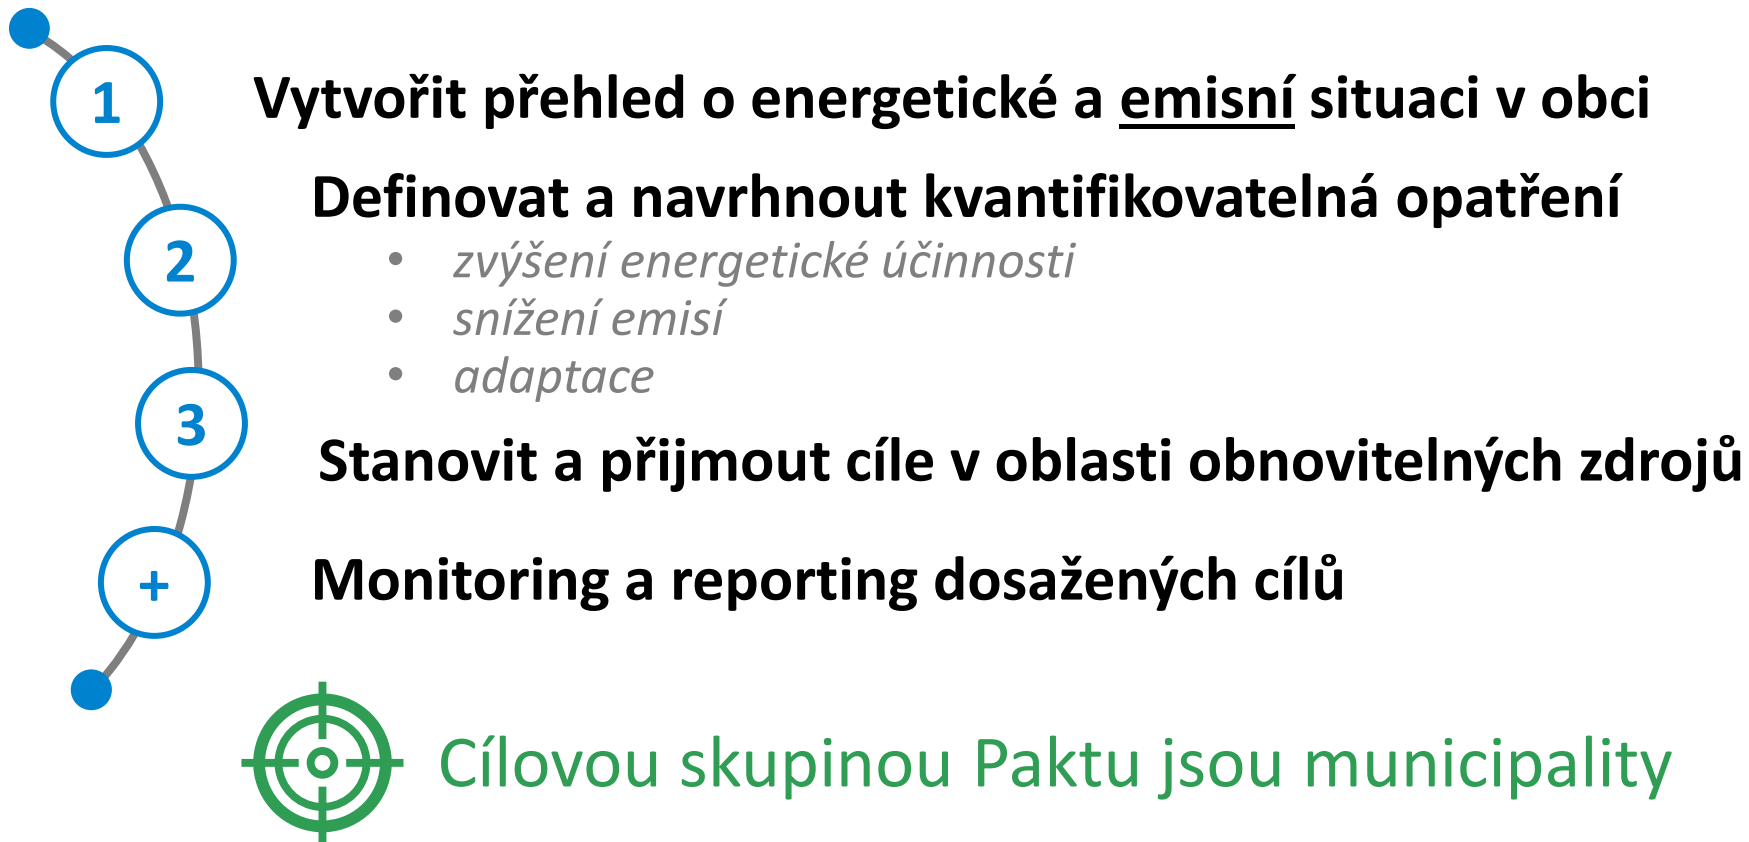 1 Vytvořit přehled o energetické a emisní situaci v obci
2 Definovat a navrhnout kvantifikovatelná opatření
• zvýšení energetické účinnosti
• snížení emisí
• adaptace
3 Stanovit a přijmout cíle v oblasti obnovitelných zdrojů
+ Monitoring a reporting dosažených cílů
Cílovou skupinou Paktu jsou municipality